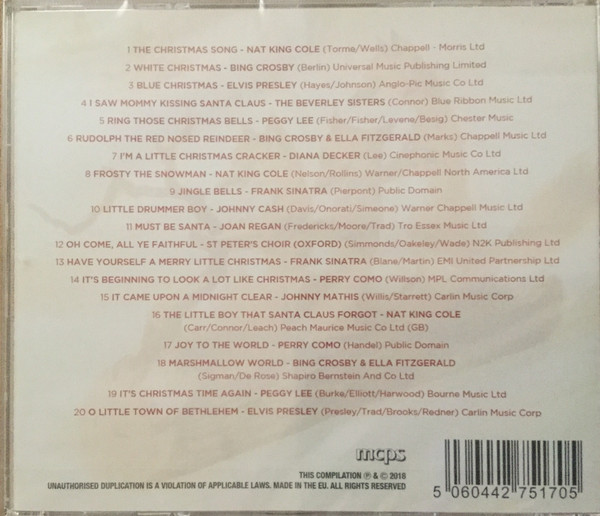 1 THE CHRISTMAS SONG - NAT KING COLE (Torme/Wells) Chappell - Morris Ltd
2 WHITE CHRISTMAS - BING CROSBY (Berlin) Universal Music Publishing Limited
3 BLUE CHRISTMAS - ELVIS PRESLEY (Hayes/Johnson) Anglo-Pic Music Co Ltd
4 I SAW MOMMY KISSING SANTA CLAUS - THE BEVERLEY SISTERS (Connor) Blue Ribbon Music Ltd
5 RING THOSE CHRISTMAS BELLS - PEGGY LEE (Fisher/Fisher/Levene/Besig) Chester Music
6 RUDOLPH THE RED NOSED REINDEER - BING CROSBY & ELLA FITZGERALD (Marks) Chappell Music Ltd
7 I'M A LITTLE CHRISTMAS CRACKER - DIANA DECKER (Lee) Cinephonic Music Co Ltd
8 FROSTY THE SNOWMAN - NAT KING COLE (Nelson/Rollins) Warner/Chappell North America Ltd
9 JINGLE BELLS - FRANK SINATRA (Pierpont) Public Domain
10 LITTLE DRUMMER BOY - JOHNNY CASH (Davis/Onorati/Simeone) Warner Chappell Music Ltd
11 MUST BE SANTA - JOAN REGAN (Fredericks/Moore/Trad) Tro Essex Music Ltd
12 OH COME, ALL YE FAITHFUL - ST PETER'S CHOIR (OXFORD) (Simmonds/Oakeley/Wade) N2K Publishing Ltd
13 HAVE YOURSELF A MERRY LITTLE CHRISTMAS - FRANK SINATRA (Blane/Martin) EMI United Partnership Ltd
14 IT'S BEGINNING TO LOOK A LOT LIKE CHRISTMAS - PERRY COMO (Willson) MPL Communications Ltd
15 IT CAME UPON A MIDNIGHT CLEAR - JOHNNY MATHIS (Willis/Starrett) Carlin Music Corp
16 THE LITTLE BOY THAT SANTA CLAUS FORGOT - NAT KING COLE
(Carr/Connor/Leach) Peach Maurice Music Co Ltd (GB)
17 JOY TO THE WORLD - PERRY COMO (Handel) Public Domain
18 MARSHMALLOW WORLD - BING CROSBY & ELLA FITZGERALD
(Sigman/De Rose) Shapiro Bernstein And Co Ltd
19 IT'S CHRISTMAS TIME AGAIN - PEGGY LEE (Burke/Elliott/Harwood) Bourne Music Ltd
20 O LITTLE TOWN OF BETHLEHEM - ELVIS PRESLEY (Presley/Trad/Brooks/Redner) Carlin Music Corp
mcps
THIS COMPILATION ℗ & © 2018
UNAUTHORISED DUPLICATION IS A VIOLATION OF APPLICABLE LAWS. MADE IN THE EU. ALL RIGHTS RESERVED
5 060442 751705